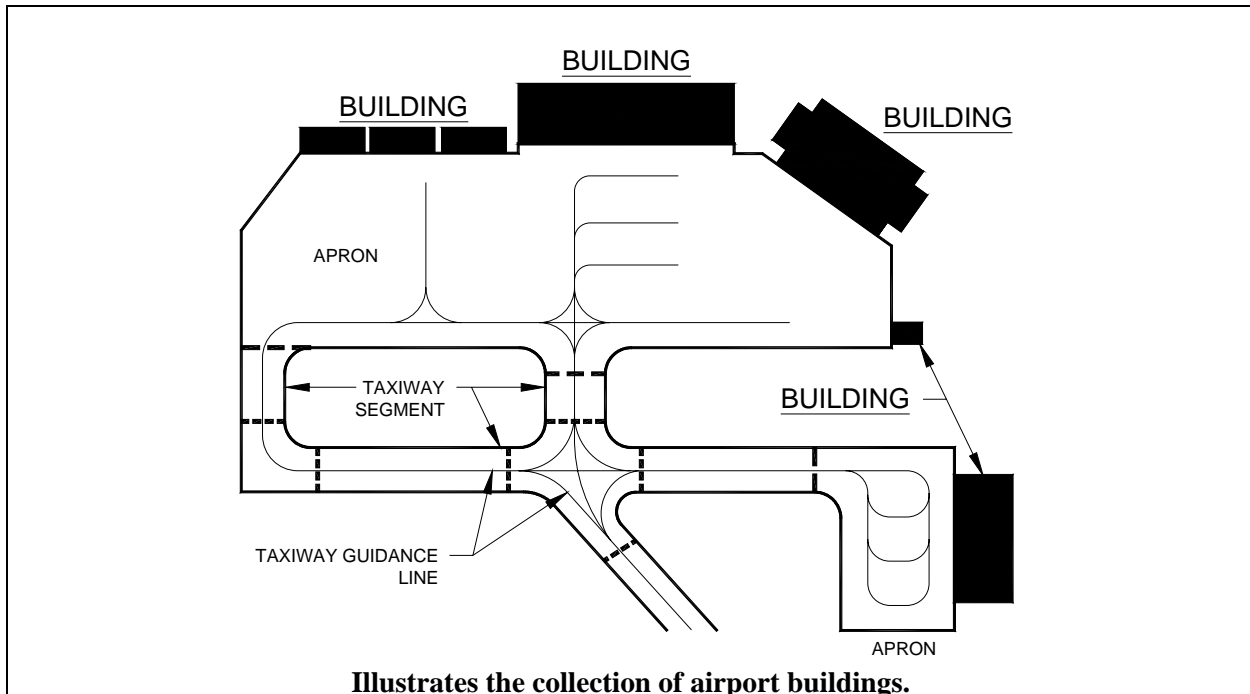 BUILDING
BUILDING
BUILDING
APRON
TAXIWAY
SEGMENT
BUILDING
TAXIWAY GUIDANCE
LINE
APRON
Illustrates the collection of airport buildings.